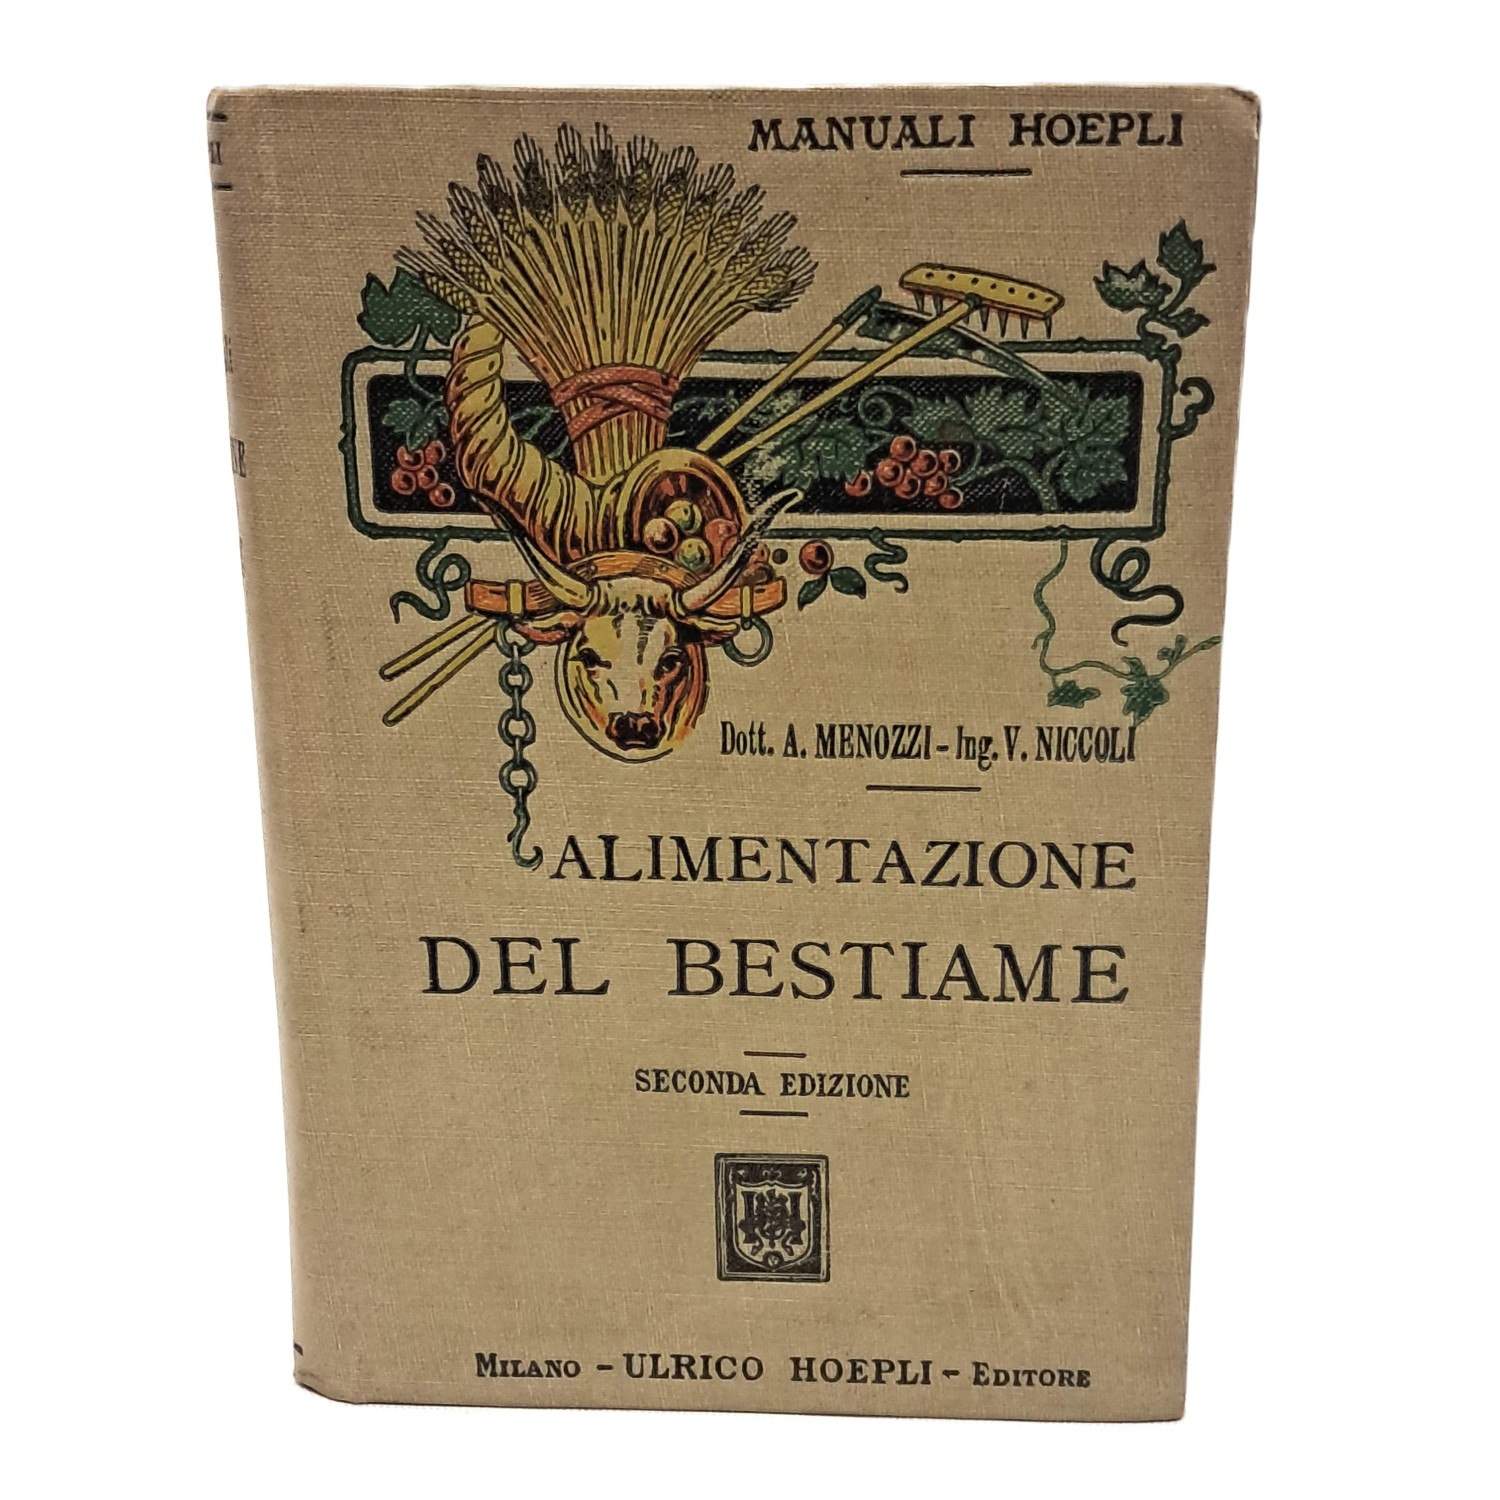 MANUALI HOEPLI
Dott. A. MENOZZI - Ing. V. NICCOLI
ALIMENTAZIONE
DEL BESTIAME
SECONDA EDIZIONE
MILANO - ULRICO HOEPLI - EDITORE